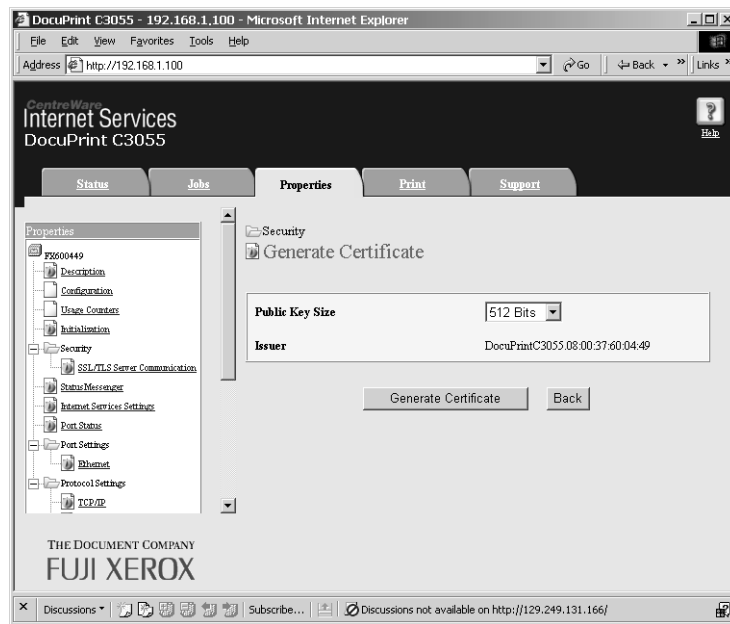 DocuPrint C3055 - 192.168.1,100 - Microsoft Internet Explorer
File Edit View Favorites Tools Help
Address http://192.168.1.100 Go Back » Links »
CentreWare
Internet Services
DocuPrint C3055
Help
Status Jobs Properties Print Support
Properties
FX600449
Description
Configuration
Usage Counters
Initialization
Security
SSL/TLS Server Communication
Status Messenger
Internet Services Settings
Port Status
Port Settings
Ethernet
Protocol Settings
TCP/IP
Security
Generate Certificate
Public Key Size 512 Bits
Issuer DocuPrintC3055.08:00:37:60:04:49
Generate Certificate Back
THE DOCUMENT COMPANY
FUJI XEROX
Discussions Subscribe... Discussions not available on http://129.249.131.166/